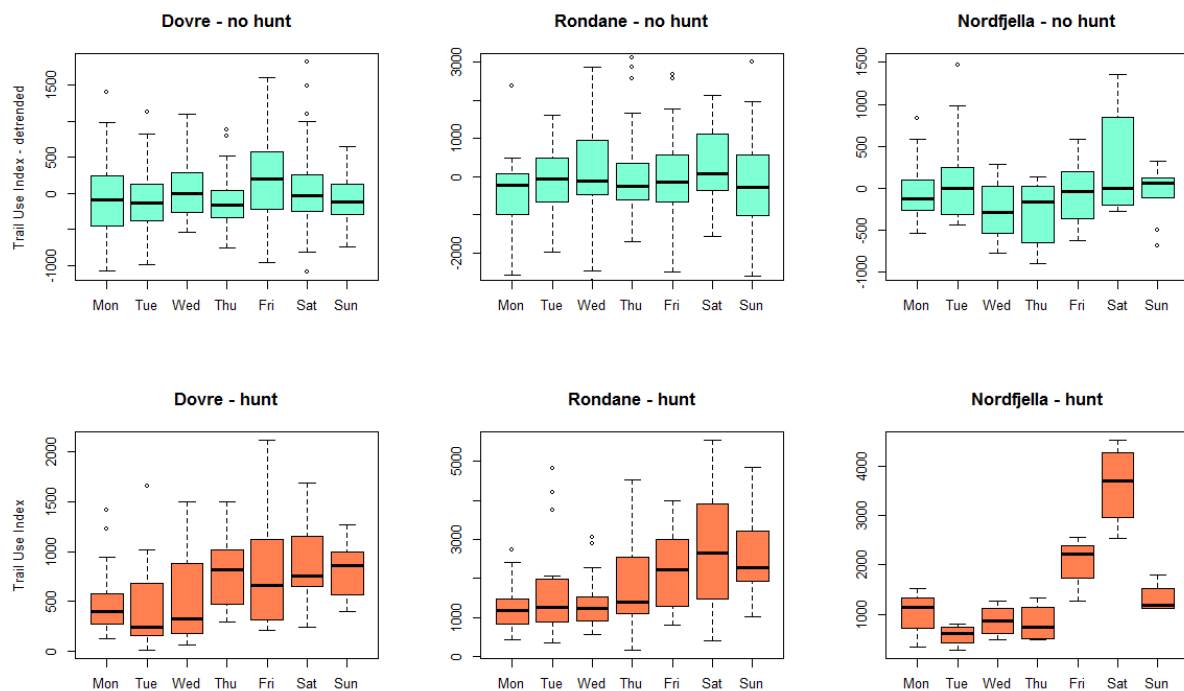 Dovre - no hunt
Rondane - no hunt
Nordfjella - no hunt
Trail Use Index - detrended
1500
500
0
-1000
Mon Tue Wed Thu Fri Sat Sun
3000
1000
0
-2000
Mon Tue Wed Thu Fri Sat Sun
1500
1000
500
0
-500
-1000
Mon Tue Wed Thu Fri Sat Sun
Dovre - hunt
Rondane - hunt
Nordfjella - hunt
Trail Use Index
2000
1500
1000
500
0
Mon Tue Wed Thu Fri Sat Sun
5000
3000
1000
0
Mon Tue Wed Thu Fri Sat Sun
4000
3000
2000
1000
Mon Tue Wed Thu Fri Sat Sun